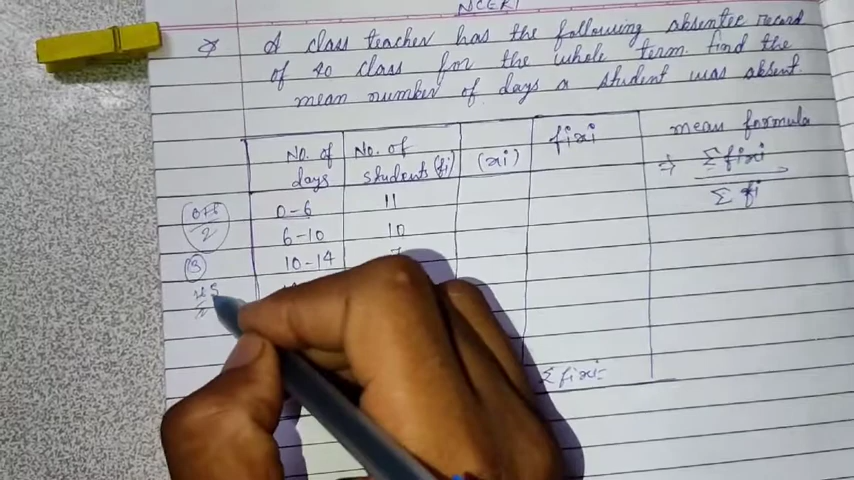 NCERT
A class teacher has the following absentee record
of 40 class for the whole term. find the
mean number of days a student was absent.
No. of days
No. of students (fi)
(xi)
fixi
mean formula
⇒ Σfixi
Σ fi
0+6
2
0-6
11
6-10
10
3
10-14
7
Σfixi=